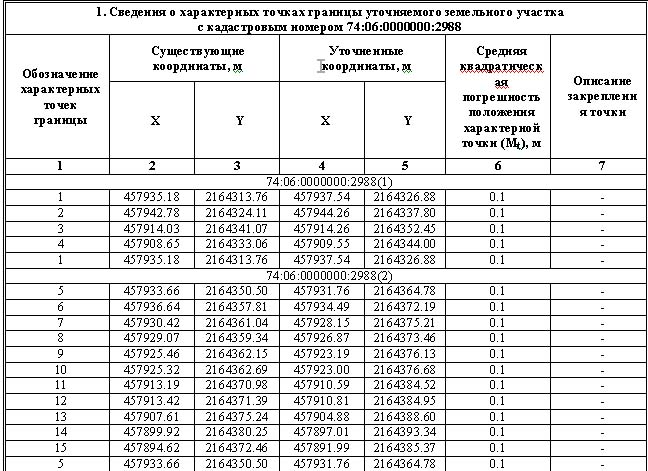 1. Сведения о характерных точках границы уточняемого земельного участка
с кадастровым номером 74:06:0000000:2988
Обозначение
характерных
точек
границы
Существующие
координаты, м
Уточненные
координаты, м
Средняя
квадратическ
ая
погрешность
положения
характерной
точки (Mt), м
Описание
закреплени
я точки
X Y X Y
1 2 3 4 5 6 7
74:06:0000000:2988(1)
1 457935.18 2164313.76 457937.54 2164326.88 0.1 -
2 457942.78 2164324.11 457944.26 2164337.80 0.1 -
3 457914.03 2164341.07 457914.26 2164352.45 0.1 -
4 457908.65 2164333.06 457909.55 2164344.00 0.1 -
1 457935.18 2164313.76 457937.54 2164326.88 0.1 -
74:06:0000000:2988(2)
5 457933.66 2164350.50 457931.76 2164364.78 0.1 -
6 457936.64 2164357.81 457934.49 2164372.19 0.1 -
7 457930.42 2164361.04 457928.15 2164375.21 0.1 -
8 457929.07 2164359.34 457926.87 2164373.46 0.1 -
9 457925.46 2164362.15 457923.19 2164376.13 0.1 -
10 457925.32 2164362.69 457923.00 2164376.68 0.1 -
11 457913.19 2164370.98 457910.59 2164384.52 0.1 -
12 457913.42 2164371.39 457910.81 2164384.95 0.1 -
13 457907.61 2164375.24 457904.88 2164388.60 0.1 -
14 457899.92 2164380.25 457897.01 2164393.34 0.1 -
15 457894.62 2164372.46 457891.99 2164385.37 0.1 -
5 457933.66 2164350.50 457931.76 2164364.78 0.1 -